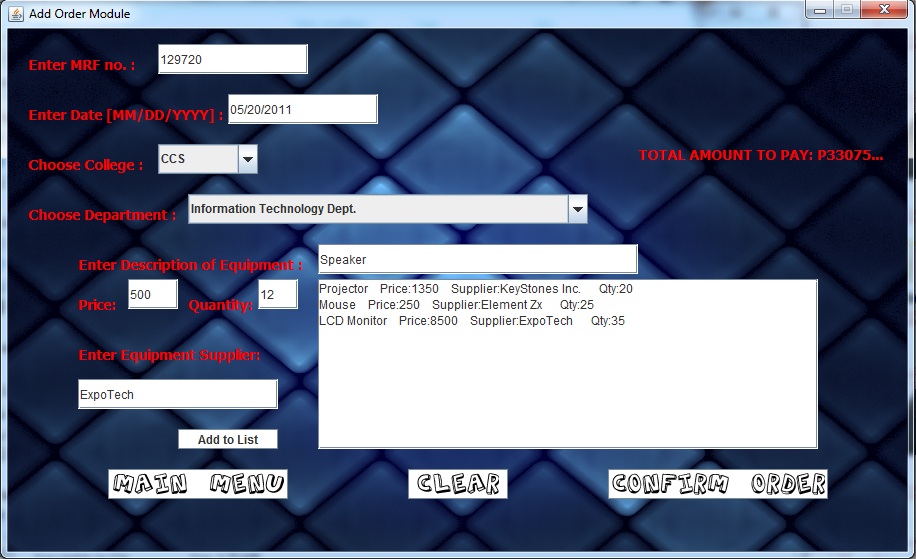 Add Order Module
Enter MRF no. : 129720
Enter Date [MM/DD/YYYY] : 05/20/2011
Choose College : CCS
TOTAL AMOUNT TO PAY: P33075...
Choose Department : Information Technology Dept.
Enter Description of Equipment : Speaker
Price: 500 Quantity: 12
Projector Price:1350 Supplier:KeyStones Inc. Qty:20
Mouse Price:250 Supplier:Element Zx Qty:25
LCD Monitor Price:8500 Supplier:ExpoTech Qty:35
Enter Equipment Supplier:
ExpoTech
Add to List
MAIN MENU CLEAR CONFIRM ORDER